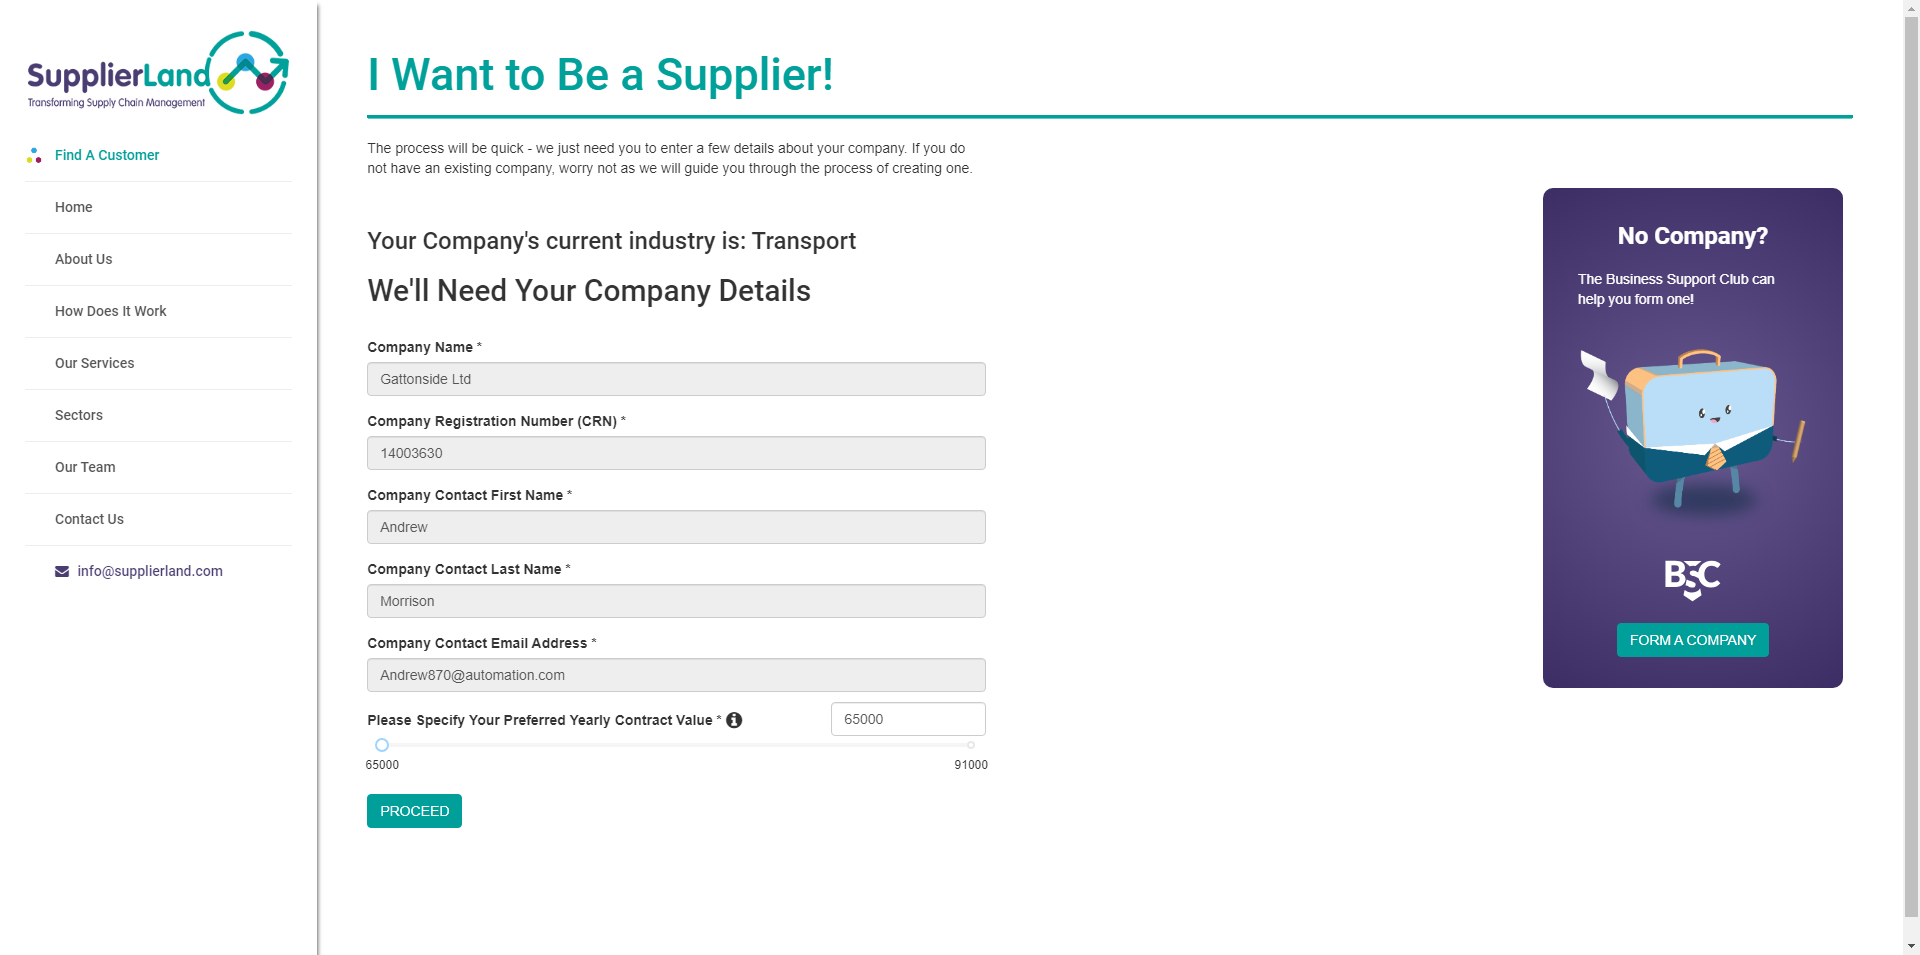 SupplierLand
Transforming Supply Chain Management
Find A Customer
Home
About Us
How Does It Work
Our Services
Sectors
Our Team
Contact Us
info@supplierland.com
I Want to Be a Supplier!
The process will be quick - we just need you to enter a few details about your company. If you do
not have an existing company, worry not as we will guide you through the process of creating one.
Your Company's current industry is: Transport
We'll Need Your Company Details
Company Name *
Gattonside Ltd
Company Registration Number (CRN) *
14003630
Company Contact First Name *
Andrew
Company Contact Last Name *
Morrison
Company Contact Email Address *
Andrew870@automation.com
Please Specify Your Preferred Yearly Contract Value *
65000
65000
91000
PROCEED
No Company?
The Business Support Club can
help you form one!
BSC
FORM A COMPANY